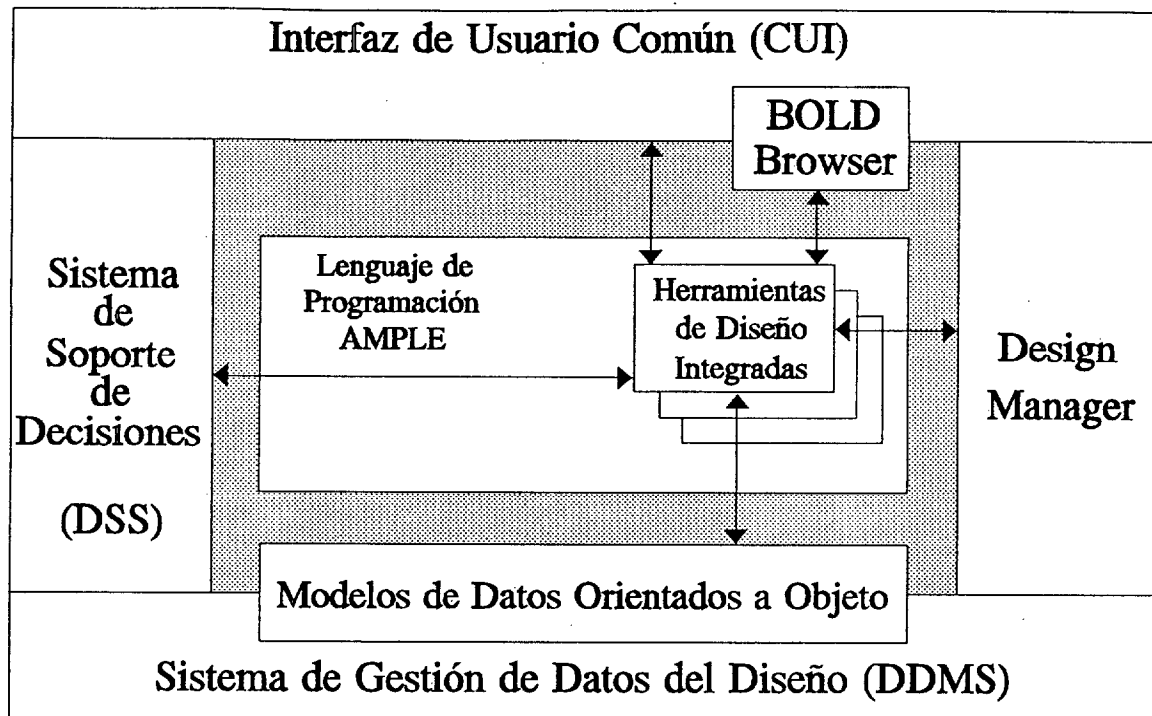 Interfaz de Usuario Común (CUI)
BOLD
Browser
Sistema
de
Soporte
de
Decisiones
(DSS)
Lenguaje de
Programación
AMPLE
Herramientas
de Diseño
Integradas
Design
Manager
Modelos de Datos Orientados a Objeto
Sistema de Gestión de Datos del Diseño (DDMS)